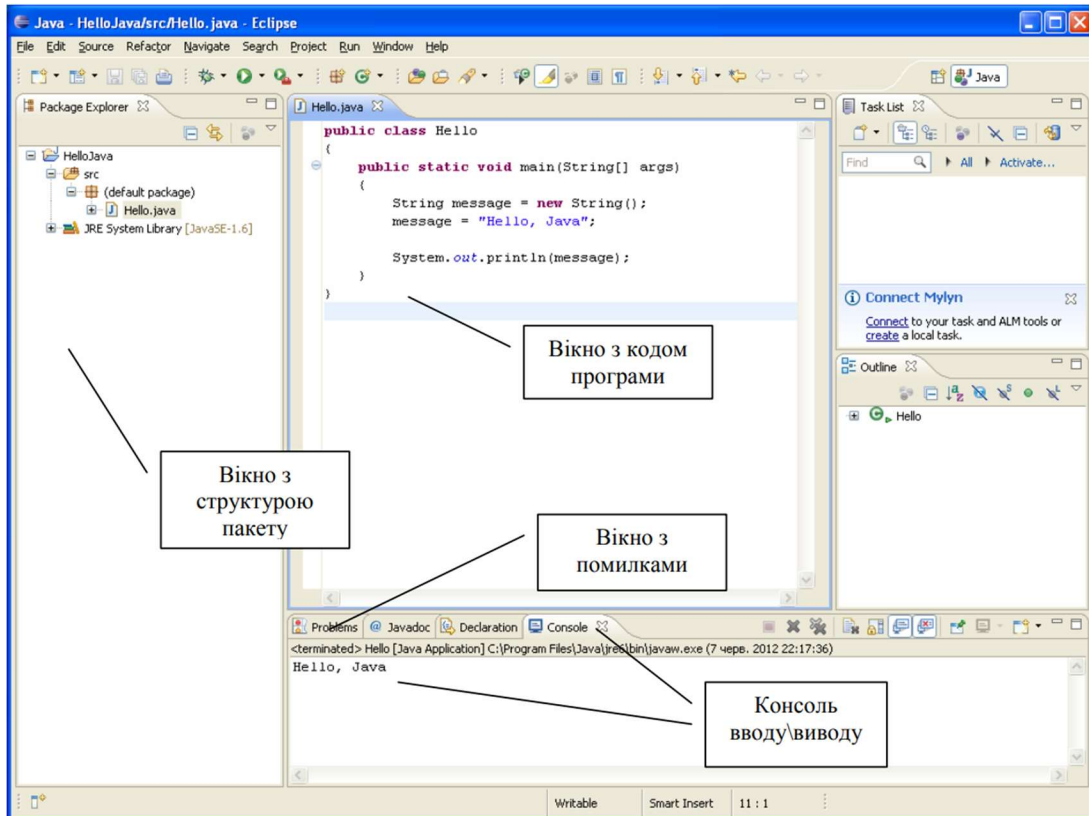 Java - HelloJava/src/Hello.java - Eclipse
File Edit Source Refactor Navigate Search Project Run Window Help
Java
Package Explorer
HelloJava
src
(default package)
Hello.java
JRE System Library [JavaSE-1.6]
Hello.java
public class Hello
{
public static void main(String[] args)
{
String message = new String();
message = "Hello, Java";
System.out.println(message);
}
}
Вікно з кодом
програми
Вікно з
структурою
пакету
Вікно з
помилками
Task List
Find All Activate...
Connect Mylyn
Connect to your task and ALM tools or
create a local task.
Outline
Hello
Problems @ Javadoc Declaration Console
<terminated> Hello [Java Application] C:\Program Files\Java\jre6\bin\javaw.exe (7 черв. 2012 22:17:36)
Hello, Java
Консоль
вводу\виводу
Writable Smart Insert 11 : 1